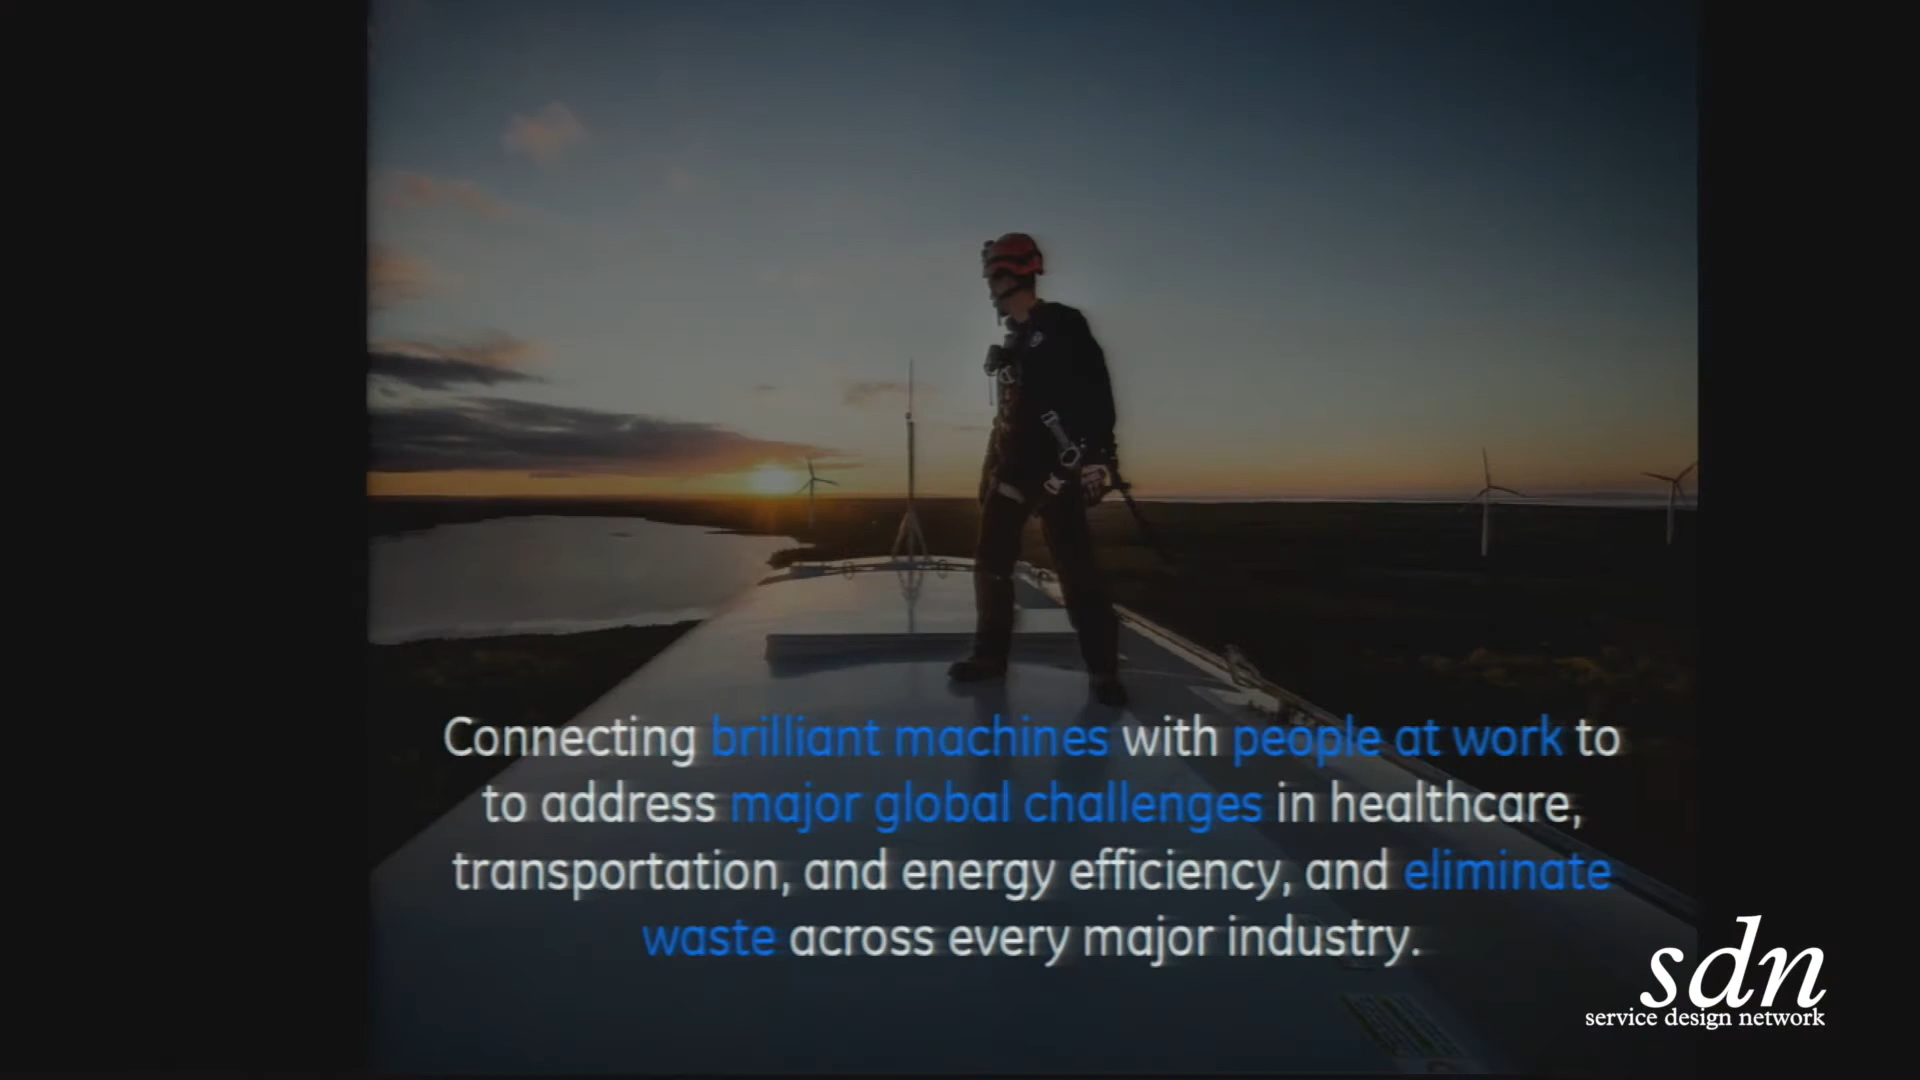 Connecting brilliant machines with people at work to
to address major global challenges in healthcare,
transportation, and energy efficiency, and eliminate
waste across every major industry.
sdn
service design network